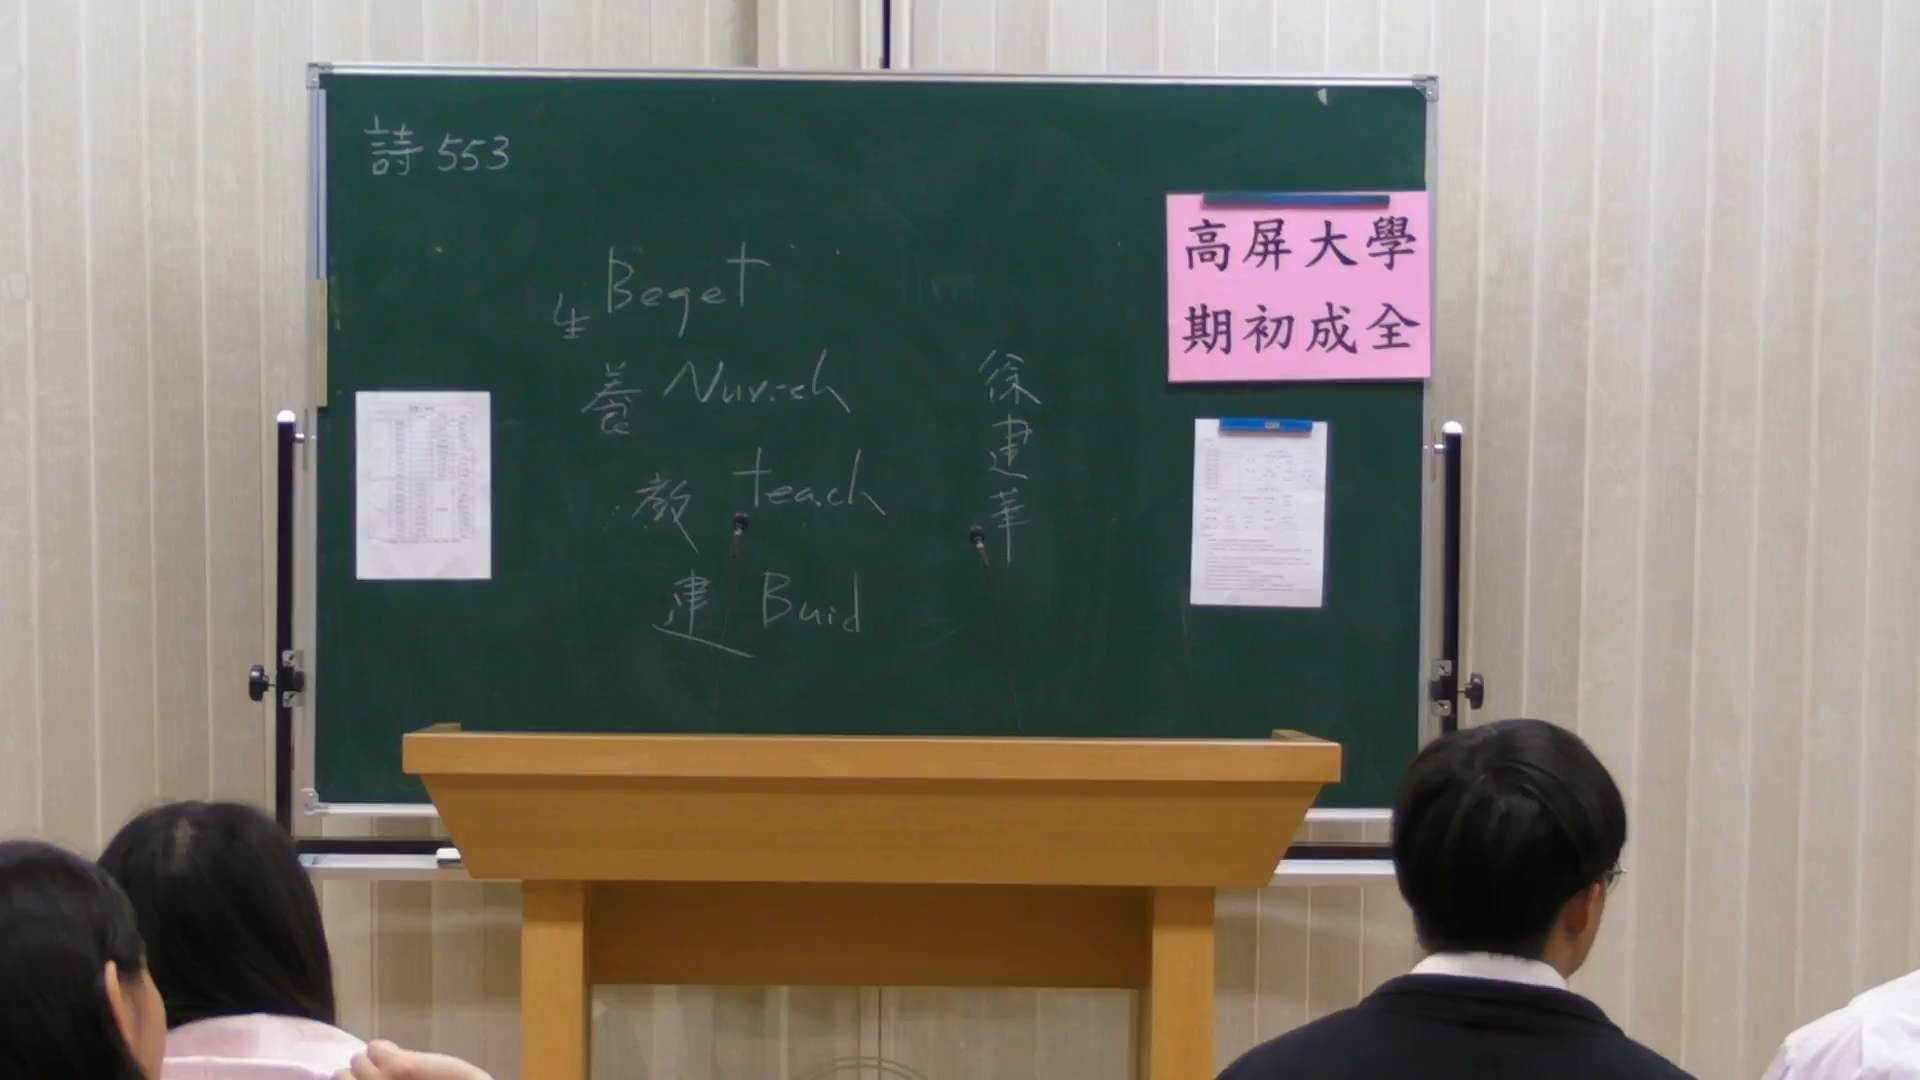 詩 553
Beget
生
養 Nurish
教 teach
建 Buid
徐建華
高屏大學
期初成全